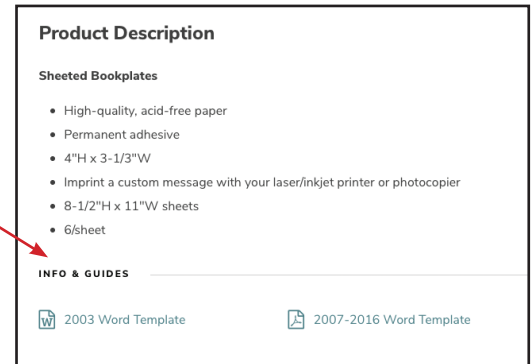 Product Description
Sheeted Bookplates
• High-quality, acid-free paper
• Permanent adhesive
• 4"H x 3-1/3"W
• Imprint a custom message with your laser/inkjet printer or photocopier
• 8-1/2"H x 11"W sheets
• 6/sheet
INFO & GUIDES
2003 Word Template
2007-2016 Word Template